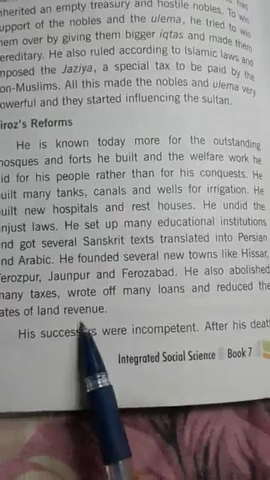 nherited an empty treasury and hostile nobles. To win
upport of the nobles and the ulema, he tried to win
hem over by giving them bigger iqtas and made them
ereditary. He also ruled according to Islamic laws and
mposed the Jaziya, a special tax to be paid by the
on-Muslims. All this made the nobles and ulema very
owerful and they started influencing the sultan.
iroz's Reforms
He is known today more for the outstanding
nosques and forts he built and the welfare work he
id for his people rather than for his conquests. He
uilt many tanks, canals and wells for irrigation. He
uilt new hospitals and rest houses. He undid the
njust laws. He set up many educational institutions
nd got several Sanskrit texts translated into Persian
nd Arabic. He founded several new towns like Hissar,
erozpur, Jaunpur and Ferozabad. He also abolished
nany taxes, wrote off many loans and reduced the
ates of land revenue.
His successors were incompetent. After his deat
Integrated Social Science Book 7